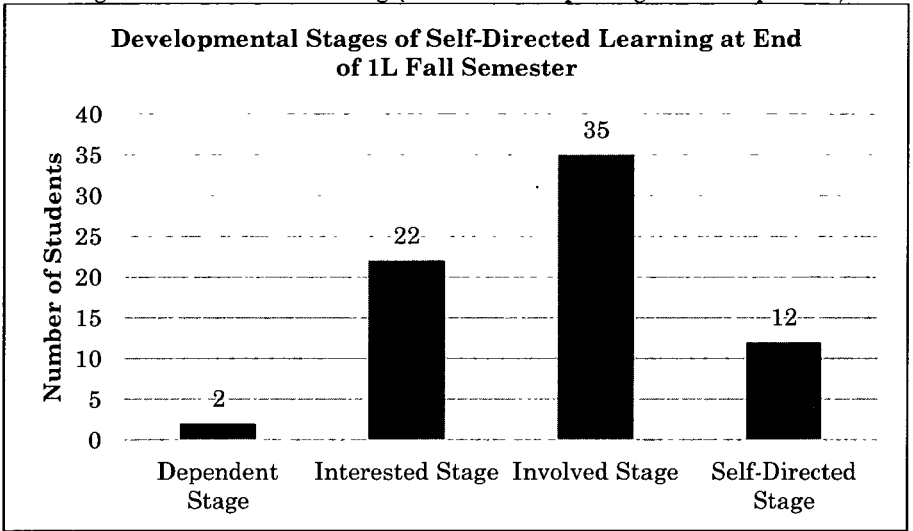 Developmental Stages of Self-Directed Learning at End
of 1L Fall Semester
Number of Students
40
35
30
25
20
15
10
5
0
2
22
35
12
Dependent
Stage
Interested Stage
Involved Stage
Self-Directed
Stage